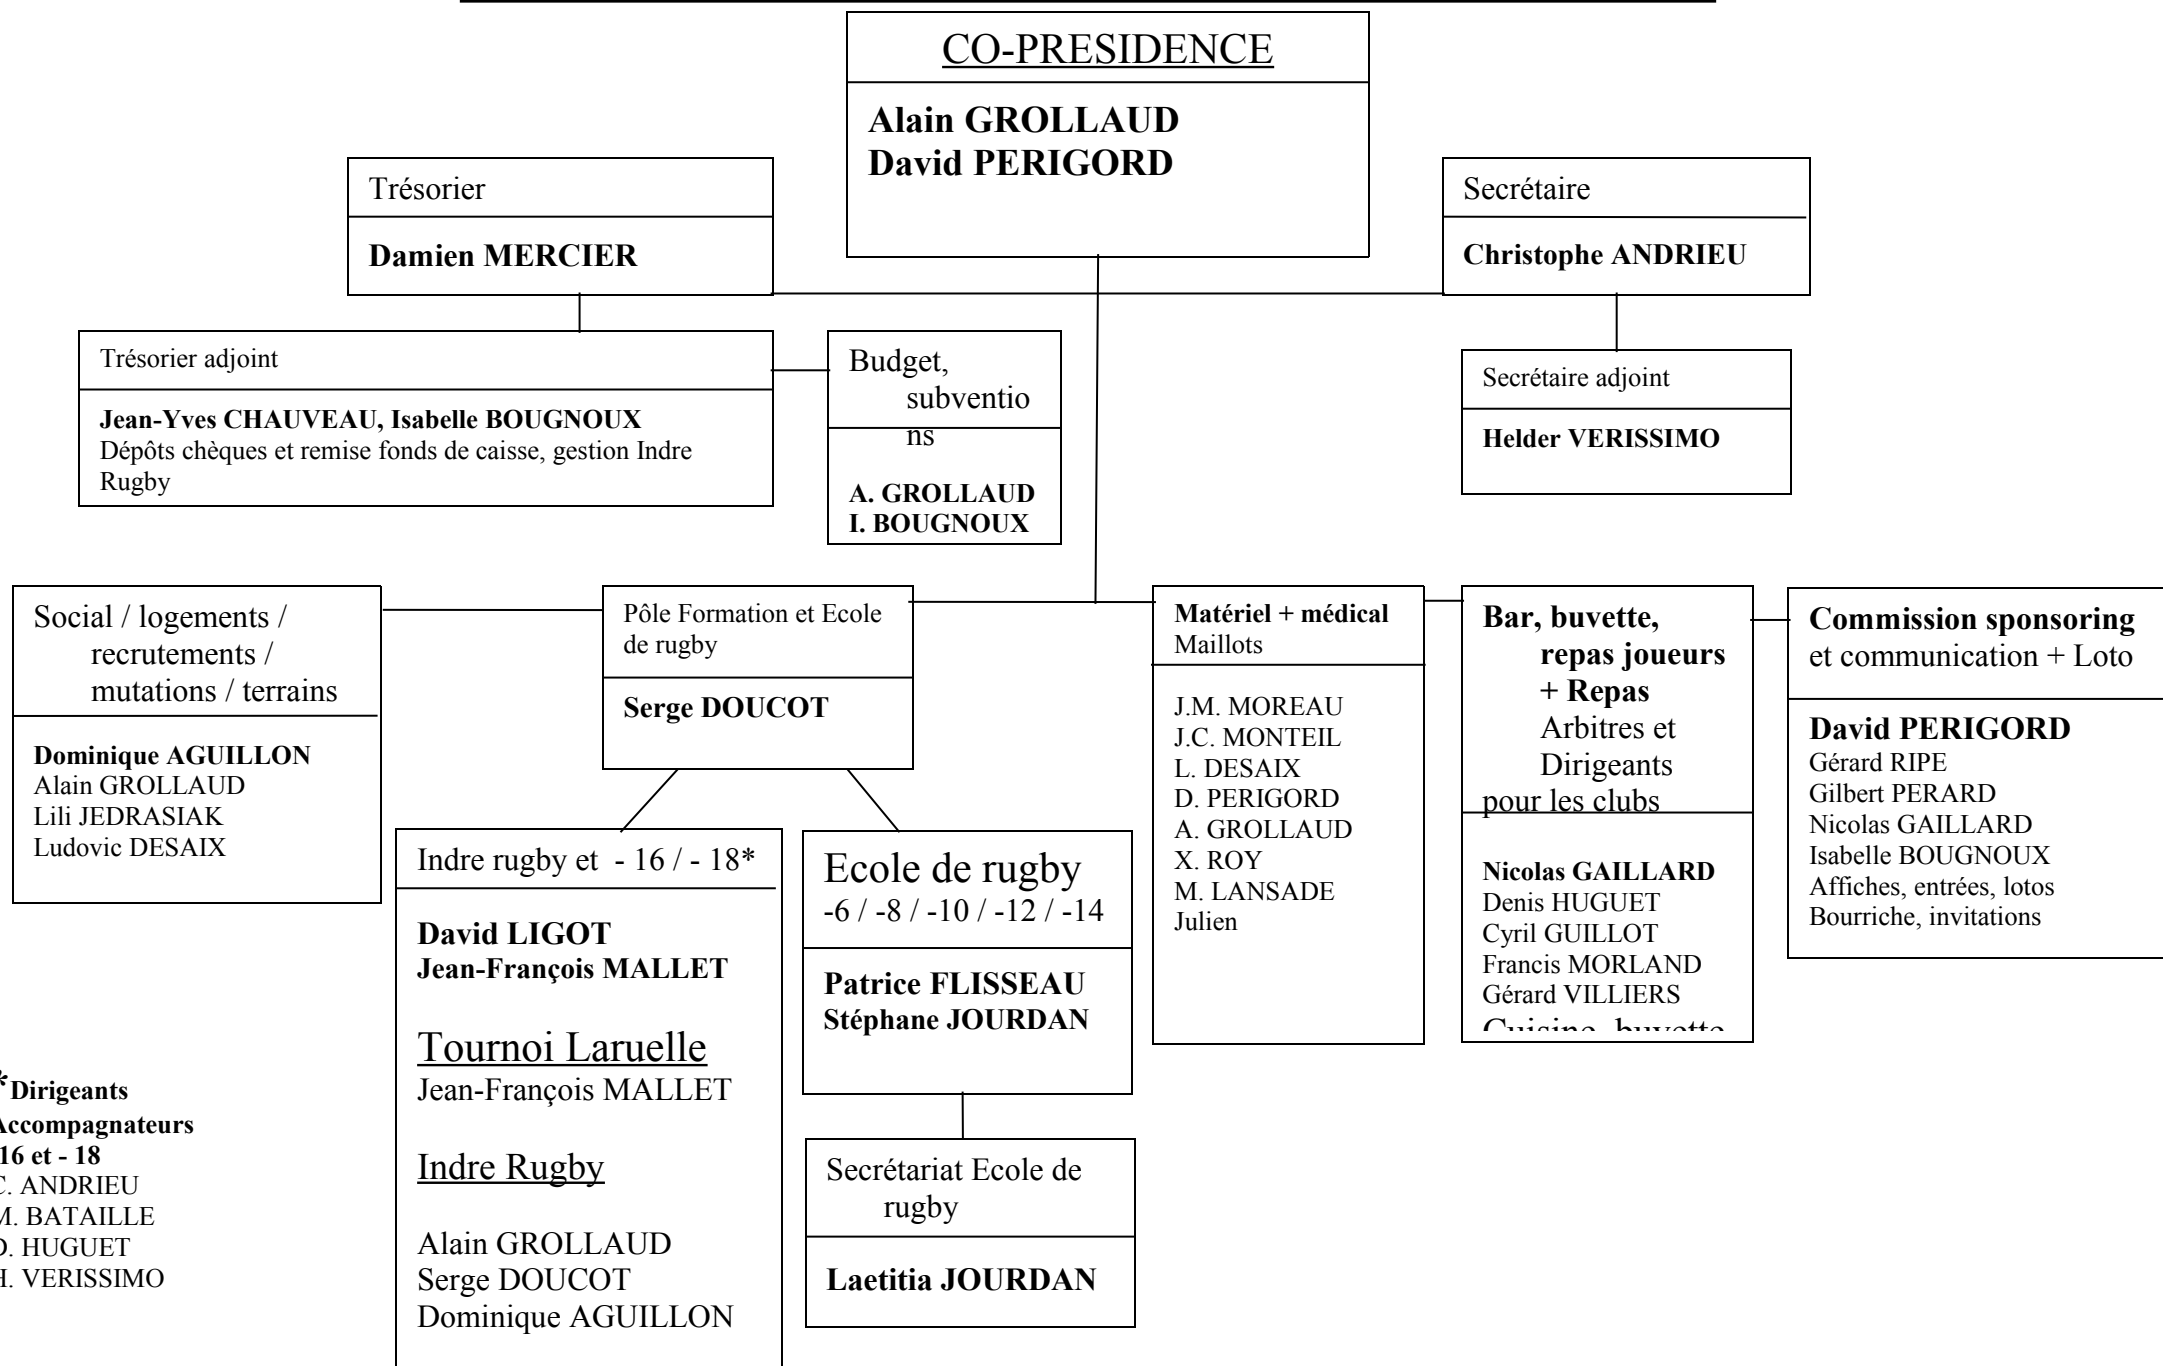 CO-PRESIDENCE
Alain GROLLAUD
David PERIGORD
Trésorier
Damien MERCIER
Secrétaire
Christophe ANDRIEU
Trésorier adjoint
Jean-Yves CHAUVEAU, Isabelle BOUGNOUX
Dépôts chèques et remise fonds de caisse, gestion Indre
Rugby
Budget,
subventio
ns
A. GROLLAUD
I. BOUGNOUX
Secrétaire adjoint
Helder VERISSIMO
Social / logements /
recrutements /
mutations / terrains
Dominique AGUILLON
Alain GROLLAUD
Lili JEDRASIAK
Ludovic DESAIX
Pôle Formation et Ecole
de rugby
Serge DOUCOT
Matériel + médical
Maillots
J.M. MOREAU
J.C. MONTEIL
L. DESAIX
D. PERIGORD
A. GROLLAUD
X. ROY
M. LANSADE
Julien
Bar, buvette,
repas joueurs
+ Repas
Arbitres et
Dirigeants
pour les clubs
Nicolas GAILLARD
Denis HUGUET
Cyril GUILLOT
Francis MORLAND
Gérard VILLIERS
Cuisine, buvette
Commission sponsoring
et communication + Loto
David PERIGORD
Gérard RIPE
Gilbert PERARD
Nicolas GAILLARD
Isabelle BOUGNOUX
Affiches, entrées, lotos
Bourriche, invitations
Indre rugby et - 16 / - 18*
David LIGOT
Jean-François MALLET
Tournoi Laruelle
Jean-François MALLET
Indre Rugby
Alain GROLLAUD
Serge DOUCOT
Dominique AGUILLON
Ecole de rugby
-6 / -8 / -10 / -12 / -14
Patrice FLISSEAU
Stéphane JOURDAN
Secrétariat Ecole de
rugby
Laetitia JOURDAN
*Dirigeants
Accompagnateurs
16 et - 18
C. ANDRIEU
M. BATAILLE
D. HUGUET
H. VERISSIMO